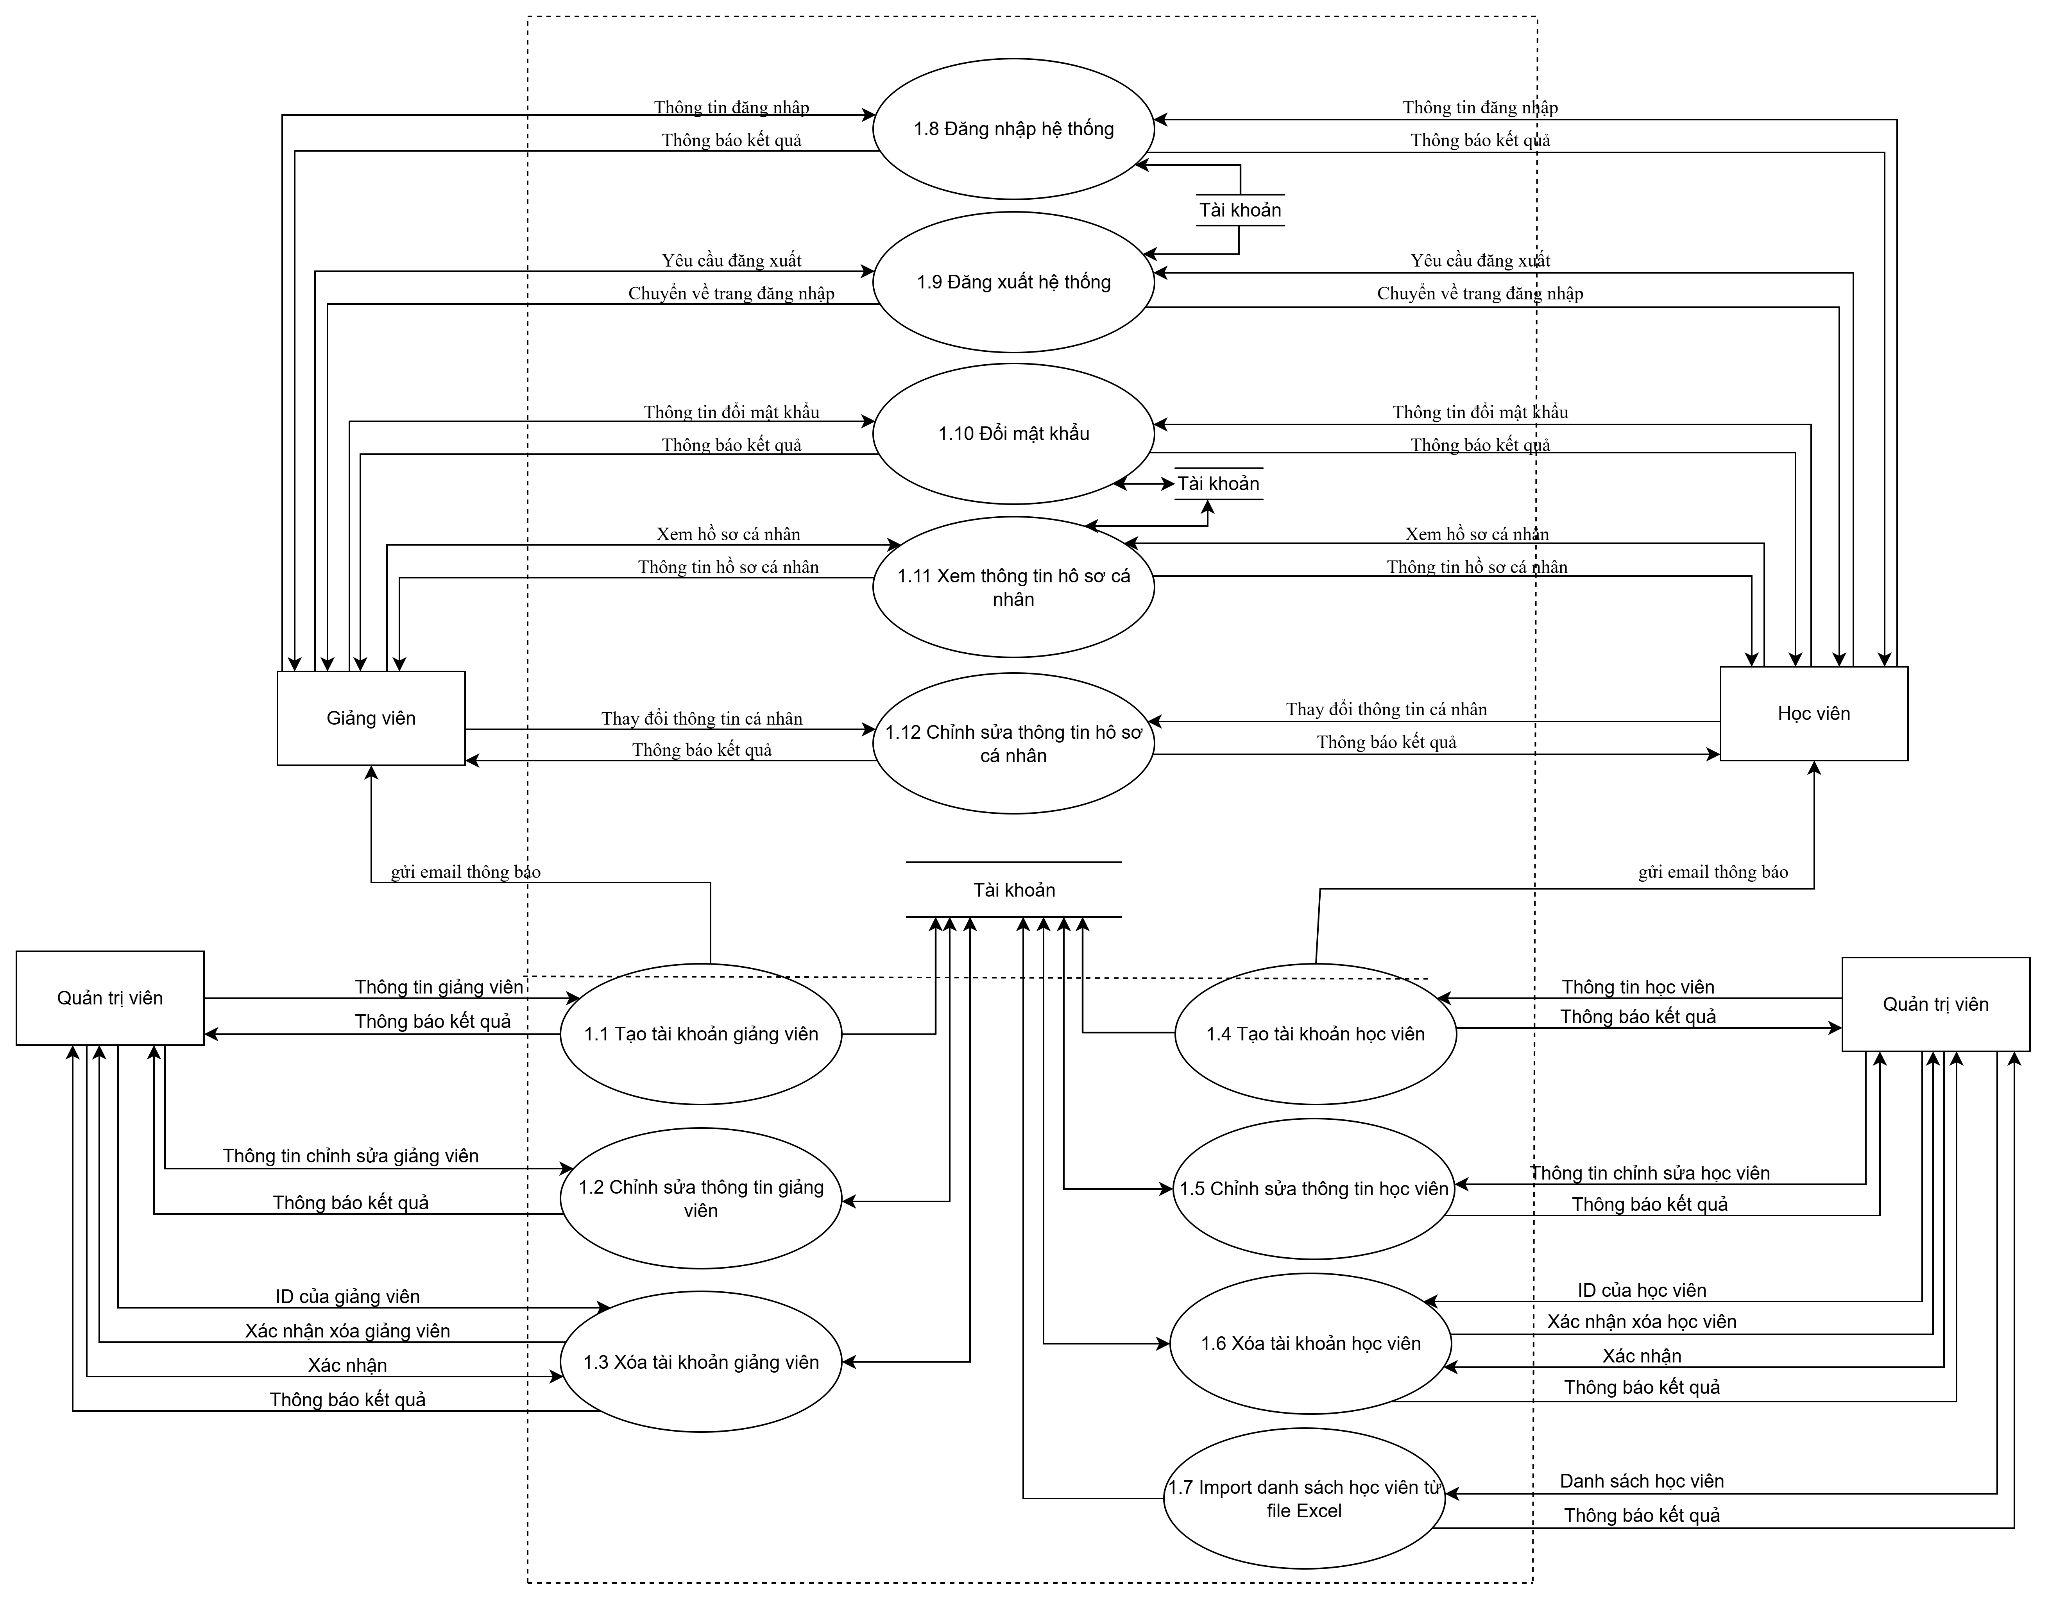 Thông tin đăng nhâp
Thông tin đăng nhập
1.8 Đăng nhập hệ thống
Thông báo kết quả
Thông báo kết quả
Tài khoản
Yêu cầu đăng xuất
Yêu cầu đăng xuất
1.9 Đăng xuất hệ thống
Chuyển về trang đăng nhập
Chuyển về trang đăng nhập
Thông tin đổi mật khẩu
Thông tin đổi mật khẩu
1.10 Đổi mật khẩu
Thông báo kết quả
Thông báo kết quả
Tài khoản
Xem hồ sơ cá nhân
Xem hồ sơ cá nhân
Thông tin hồ sơ cá nhân
Thông tin hồ sơ cá nhân
1.11 Xem thông tin hồ sơ cá
nhân
Giảng viên
Học viên
Thay đổi thông tin cá nhân
Thay đổi thông tin cá nhân
1.12 Chỉnh sửa thông tin hồ sơ
cá nhân
Thông báo kết quả
Thông báo kết quả
gửi email thông báo
gửi email thông báo
Tài khoản
Quản trị viên
Quản trị viên
Thông tin giảng viên
Thông tin học viên
Thông báo kết quả
Thông báo kết quả
1.1 Tạo tài khoản giảng viên
1.4 Tạo tài khoản học viên
Thông tin chỉnh sửa giảng viên
Thông tin chỉnh sửa học viên
1.2 Chỉnh sửa thông tin giảng
viên
1.5 Chỉnh sửa thông tin học viên
Thông báo kết quả
Thông báo kết quả
ID của giảng viên
ID của học viên
Xác nhận xóa giảng viên
Xác nhận xóa học viên
1.3 Xóa tài khoản giảng viên
1.6 Xóa tài khoản học viên
Xác nhận
Xác nhận
Thông báo kết quả
Thông báo kết quả
Danh sách học viên
1.7 Import danh sách học viên từ
file Excel
Thông báo kết quả